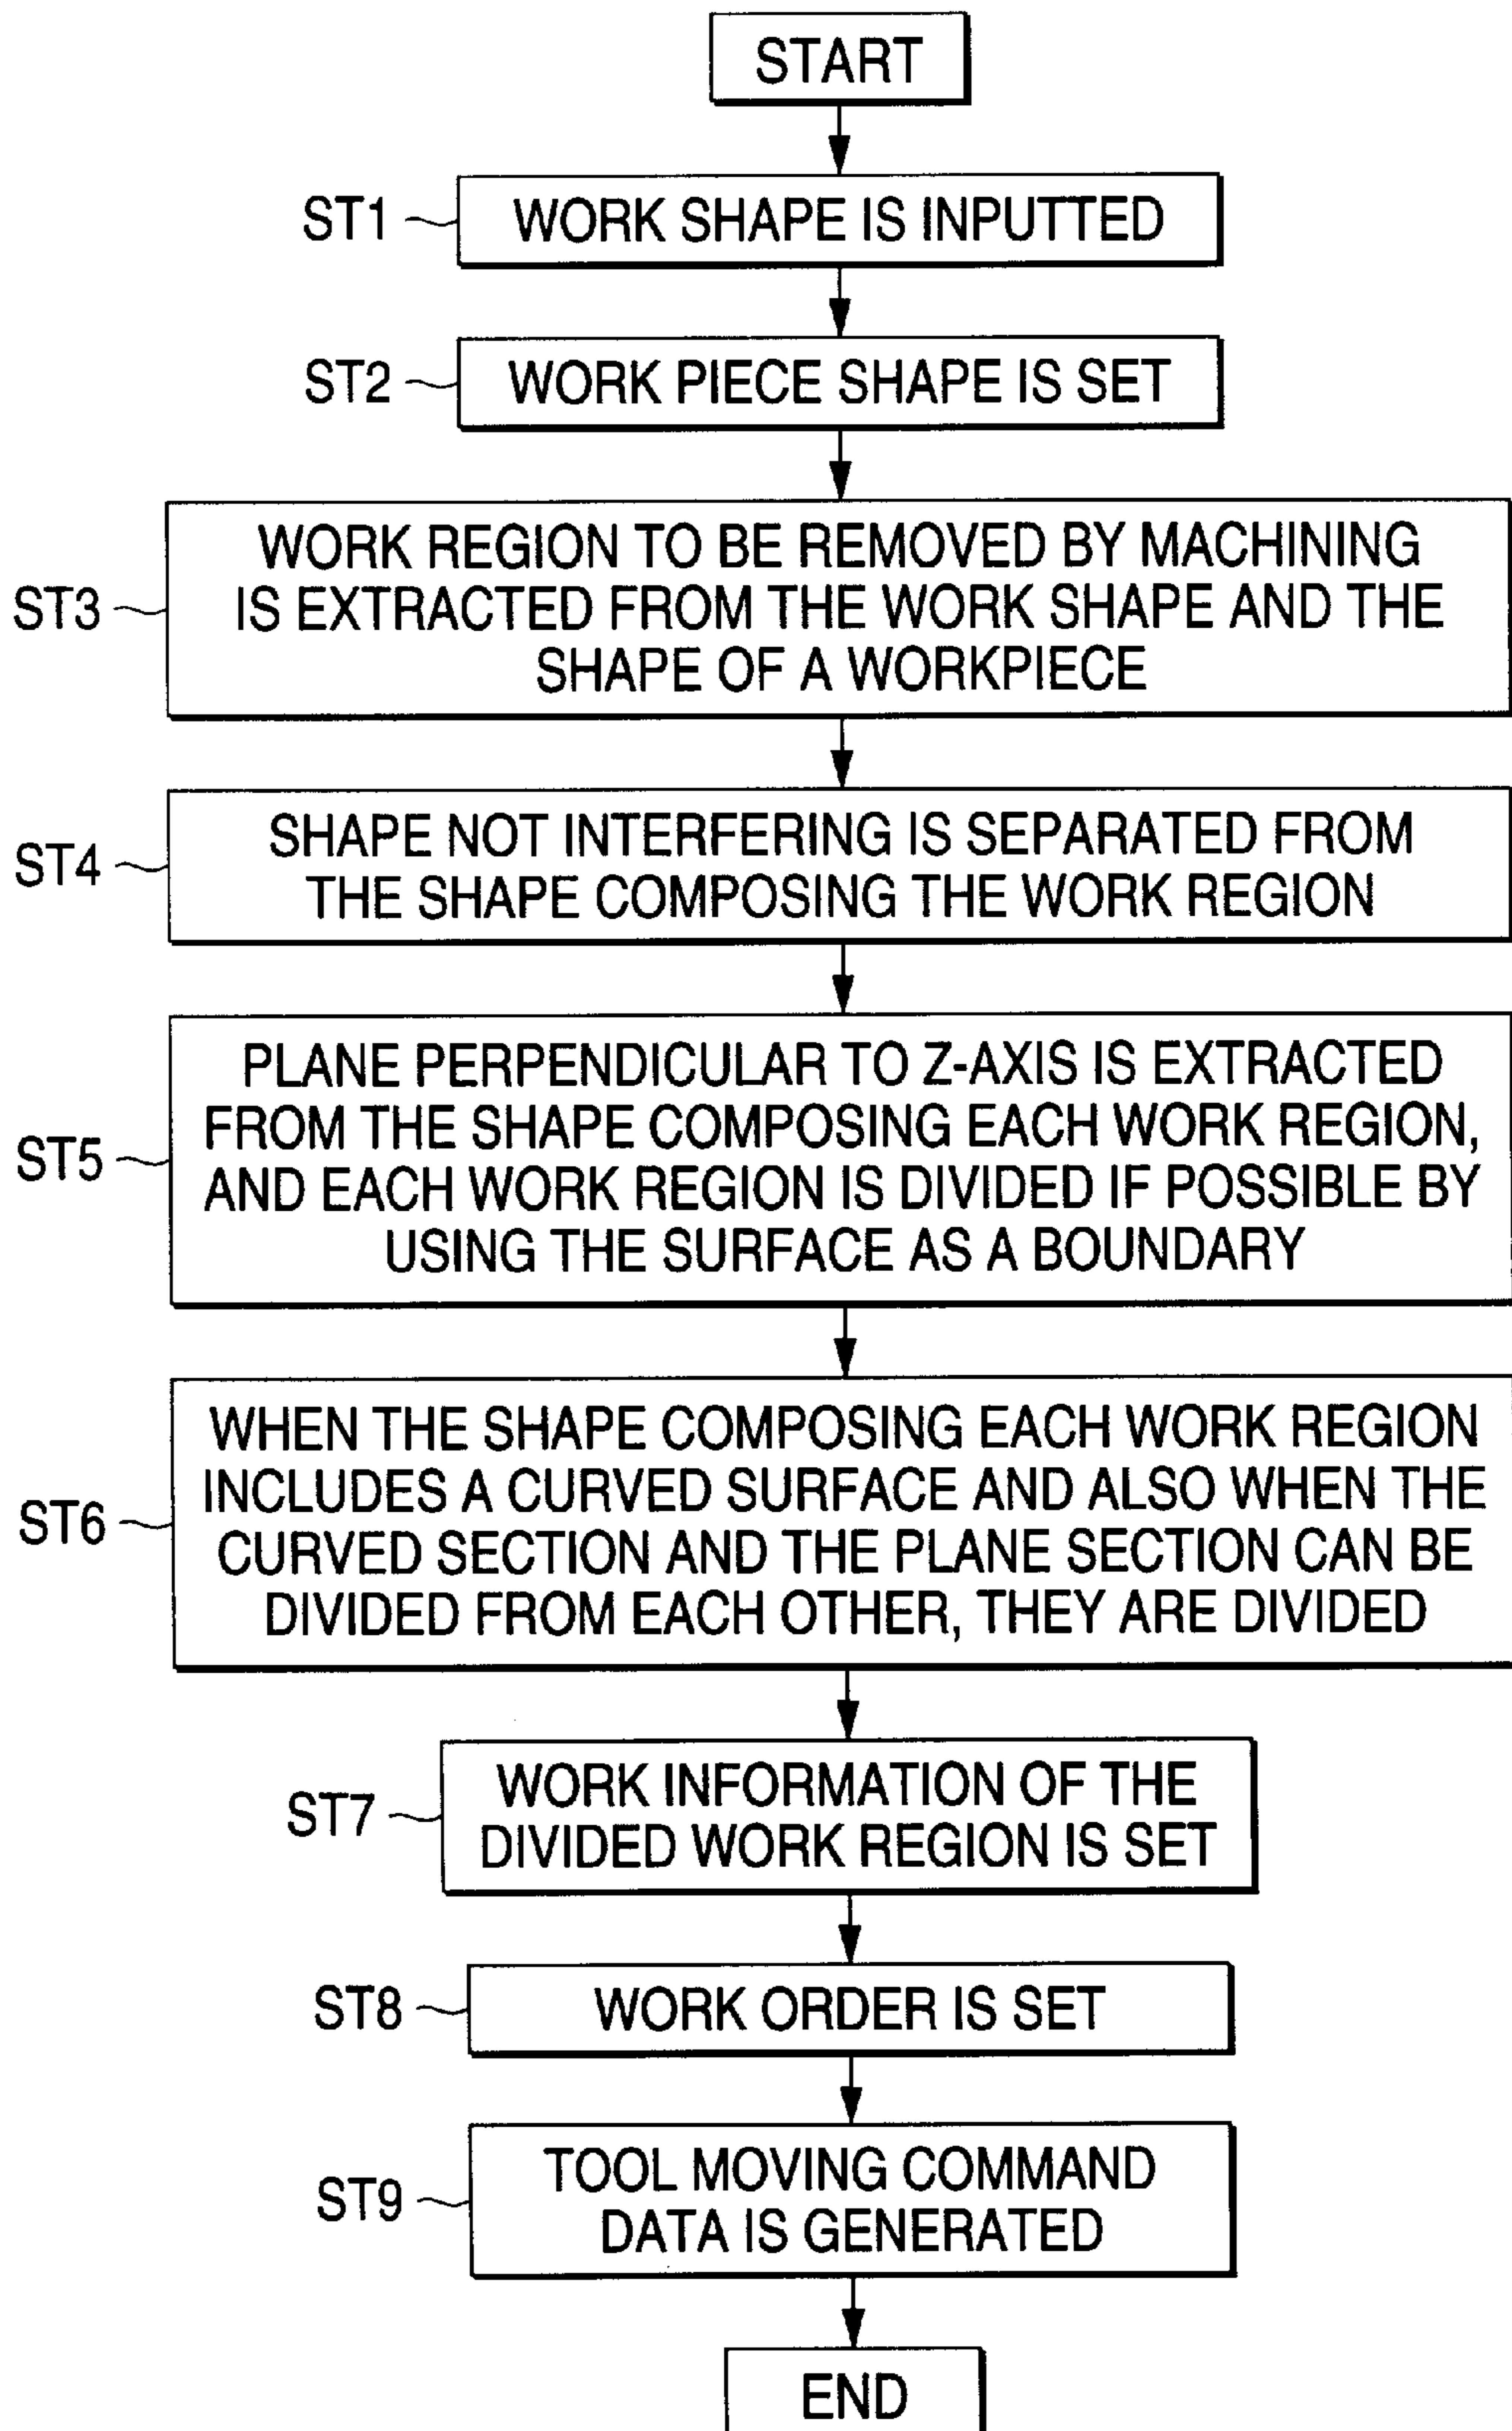 START
ST1
WORK SHAPE IS INPUTTED
ST2
WORK PIECE SHAPE IS SET
ST3
WORK REGION TO BE REMOVED BY MACHINING
IS EXTRACTED FROM THE WORK SHAPE AND THE
SHAPE OF A WORKPIECE
ST4
SHAPE NOT INTERFERING IS SEPARATED FROM
THE SHAPE COMPOSING THE WORK REGION
ST5
PLANE PERPENDICULAR TO Z-AXIS IS EXTRACTED
FROM THE SHAPE COMPOSING EACH WORK REGION,
AND EACH WORK REGION IS DIVIDED IF POSSIBLE BY
USING THE SURFACE AS A BOUNDARY
ST6
WHEN THE SHAPE COMPOSING EACH WORK REGION
INCLUDES A CURVED SURFACE AND ALSO WHEN THE
CURVED SECTION AND THE PLANE SECTION CAN BE
DIVIDED FROM EACH OTHER, THEY ARE DIVIDED
ST7
WORK INFORMATION OF THE
DIVIDED WORK REGION IS SET
ST8
WORK ORDER IS SET
ST9
TOOL MOVING COMMAND
DATA IS GENERATED
END